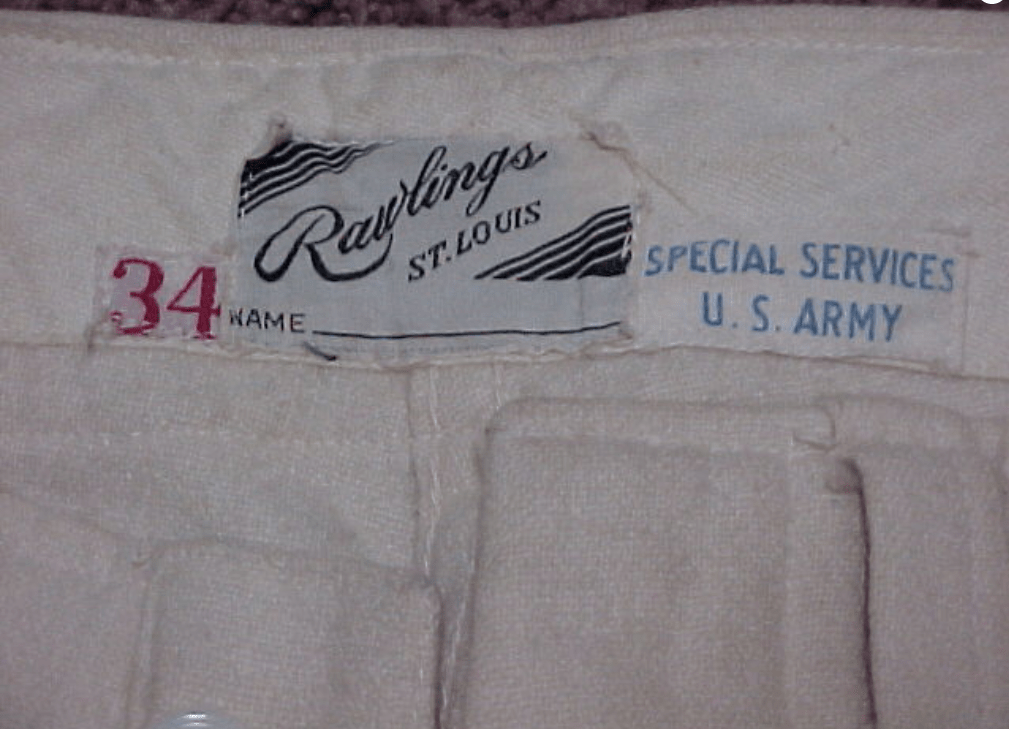 Rawlings
ST. LOUIS
34
NAME
SPECIAL SERVICES
U. S. ARMY